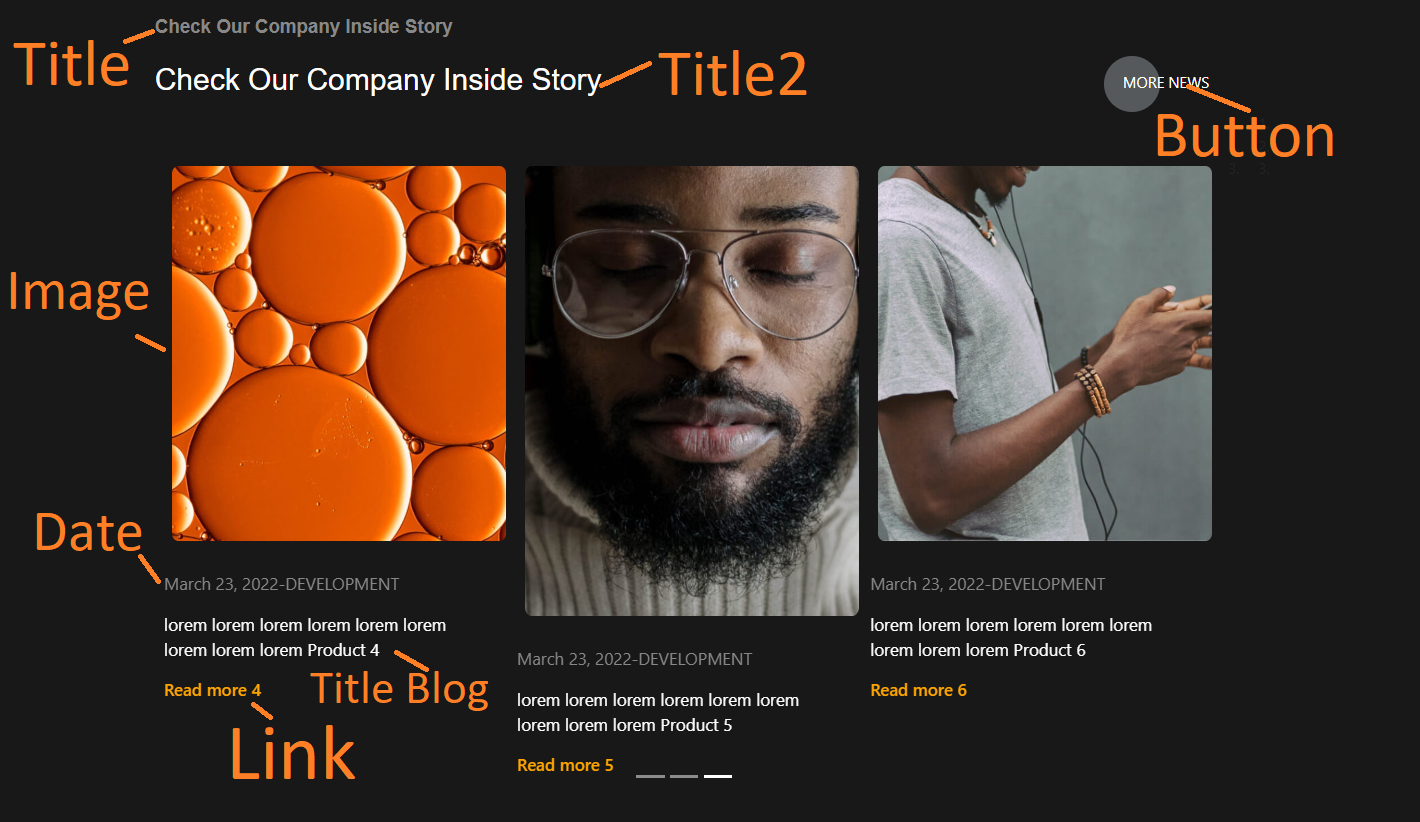 Check Our Company Inside Story
Title
Check Our Company Inside Story
Title2
MORE NEWS
Button
Image
Date
March 23, 2022-DEVELOPMENT
lorem lorem lorem lorem lorem lorem
lorem lorem lorem Product 4
Read more 4
Title Blog
Link
March 23, 2022-DEVELOPMENT
lorem lorem lorem lorem lorem lorem
lorem lorem lorem Product 5
Read more 5
March 23, 2022-DEVELOPMENT
lorem lorem lorem lorem lorem lorem
lorem lorem lorem Product 6
Read more 6